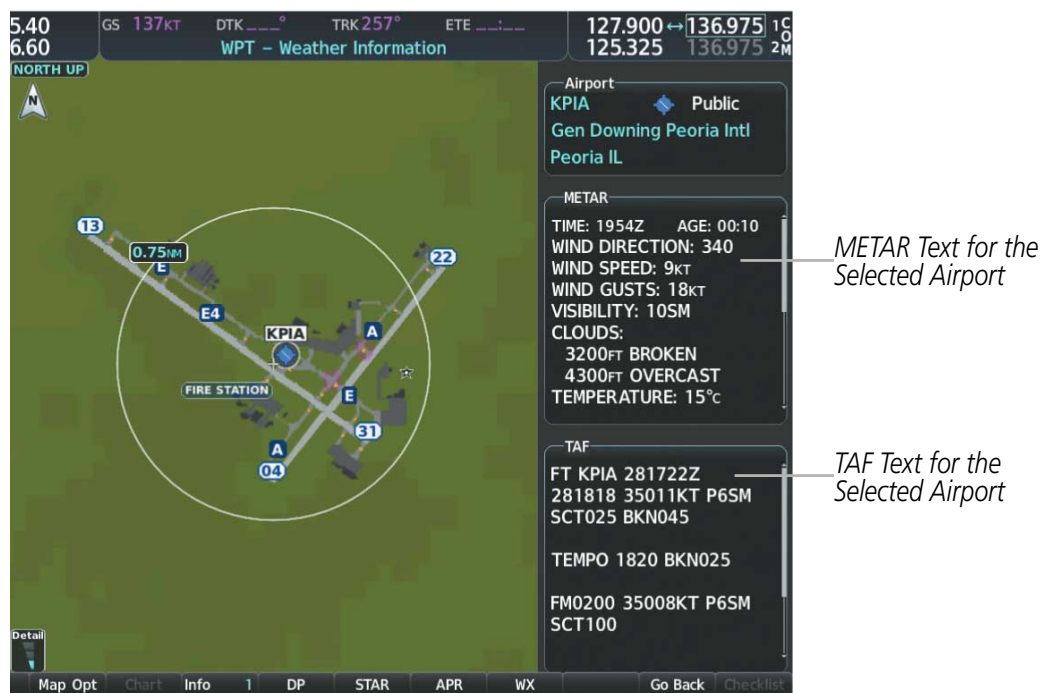 5.40
6.60
GS 137KT DTK ___° TRK 257° ETE __:__
WPT – Weather Information
127.900 ↔ 136.975 1
125.325 136.975 2
COM
NORTH UP
N
13
0.75NM
E
22
E4
A
KPIA
FIRE STATION
E
31
A
04
Detail
Airport
KPIA Public
Gen Downing Peoria Intl
Peoria IL
METAR
TIME: 1954Z AGE: 00:10
WIND DIRECTION: 340
WIND SPEED: 9KT
WIND GUSTS: 18KT
VISIBILITY: 10SM
CLOUDS:
3200FT BROKEN
4300FT OVERCAST
TEMPERATURE: 15°C
METAR Text for the
Selected Airport
TAF
FT KPIA 281722Z
281818 35011KT P6SM
SCT025 BKN045
TEMPO 1820 BKN025
FM0200 35008KT P6SM
SCT100
TAF Text for the
Selected Airport
Map Opt Chart Info 1 DP STAR APR WX Go Back Checklist